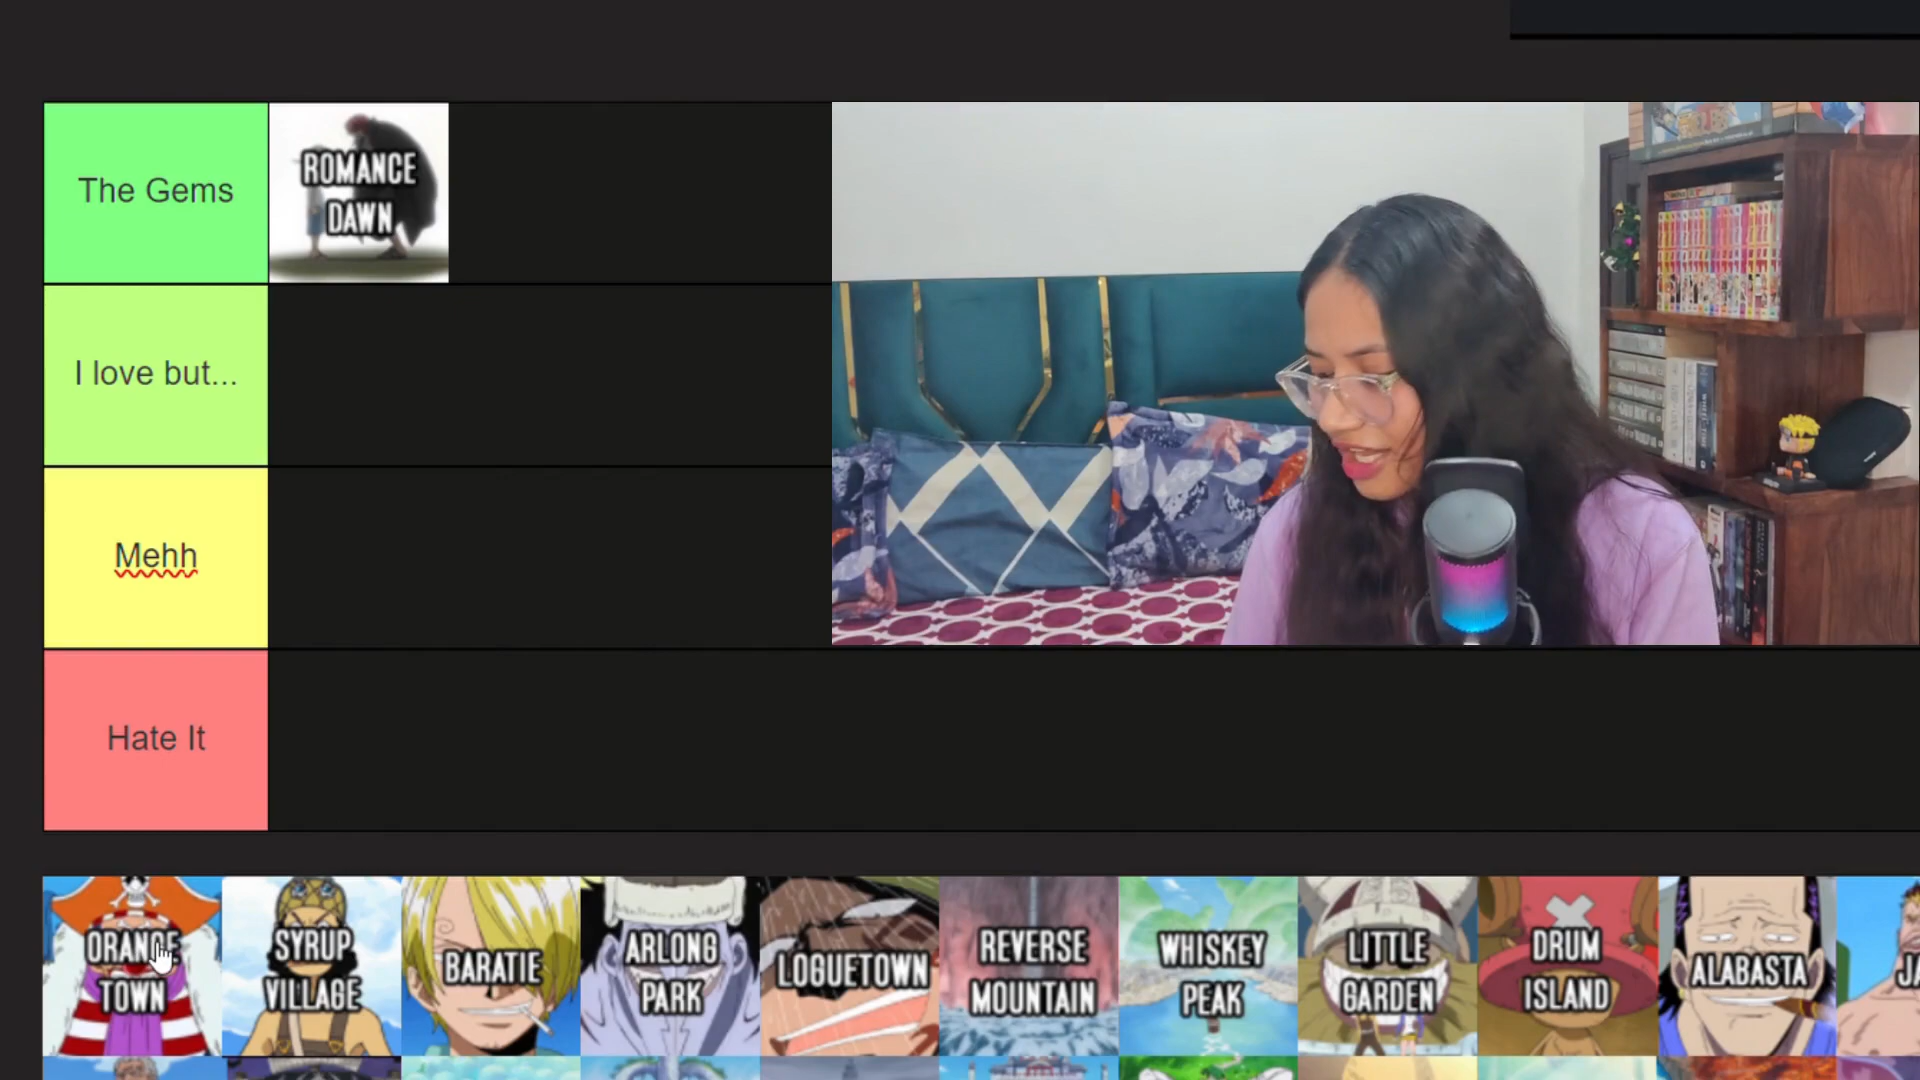 The Gems
ROMANCE
DAWN
I love but...
Mehh
Hate It
ORANGE
TOWN
SYRUP
VILLAGE
BARATIE
ARLONG
PARK
LOGUETOWN
REVERSE
MOUNTAIN
WHISKEY
PEAK
LITTLE
GARDEN
DRUM
ISLAND
ALABASTA
JA